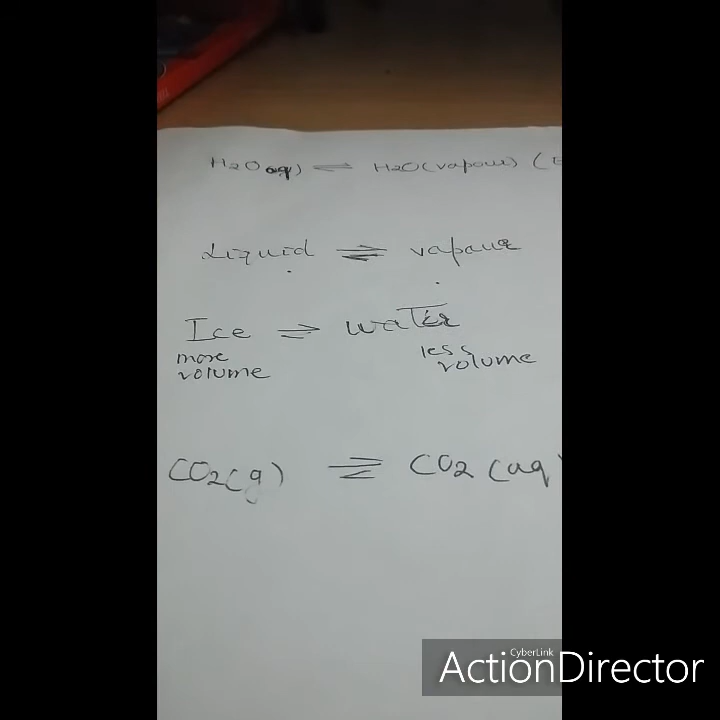 H2O aq) ⇌ H2O(vapour) (
Liquid ⇌ vapour
Ice ⇌ water
more volume
less volume
CO2(g) ⇌ CO2 (aq)
CyberLink
ActionDirector